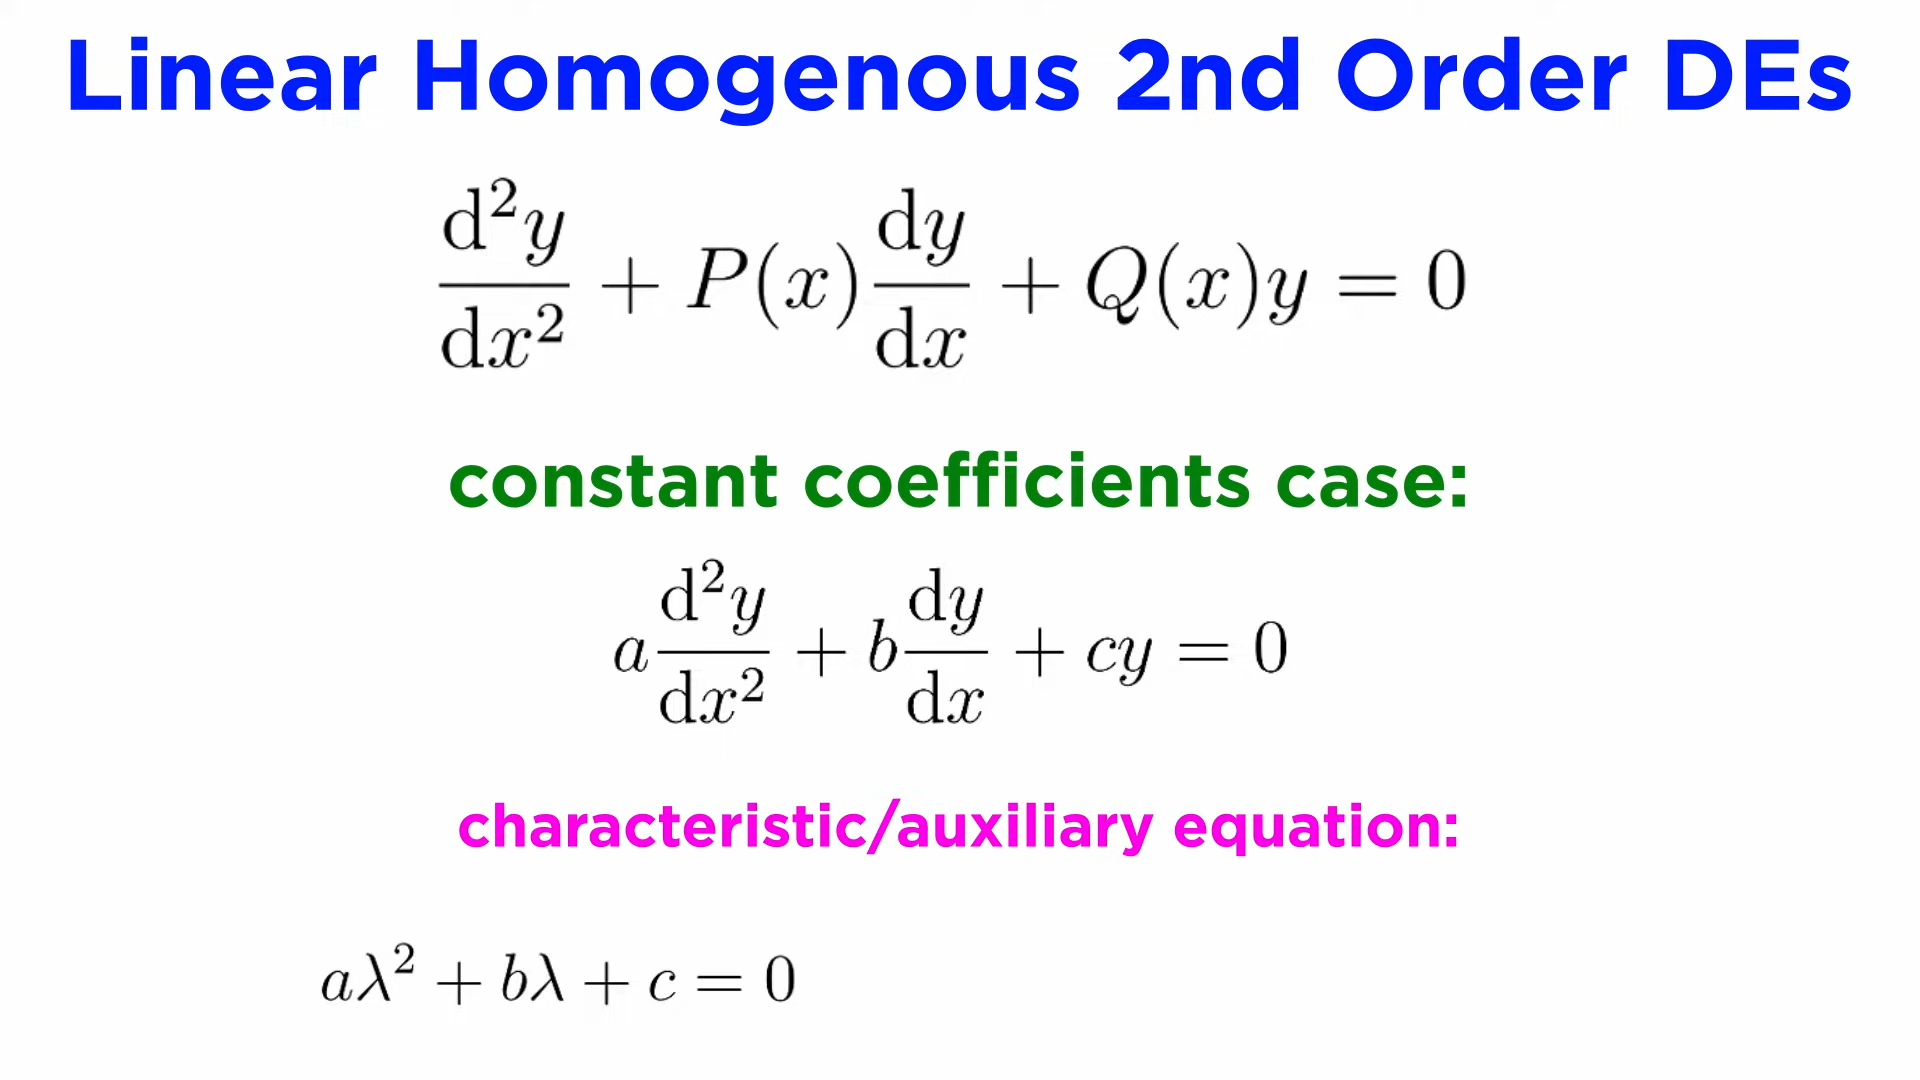 Linear Homogenous 2nd Order DEs
d²y/dx² + P(x) dy/dx + Q(x)y = 0
constant coefficients case:
a d²y/dx² + b dy/dx + cy = 0
characteristic/auxiliary equation:
aλ² + bλ + c = 0